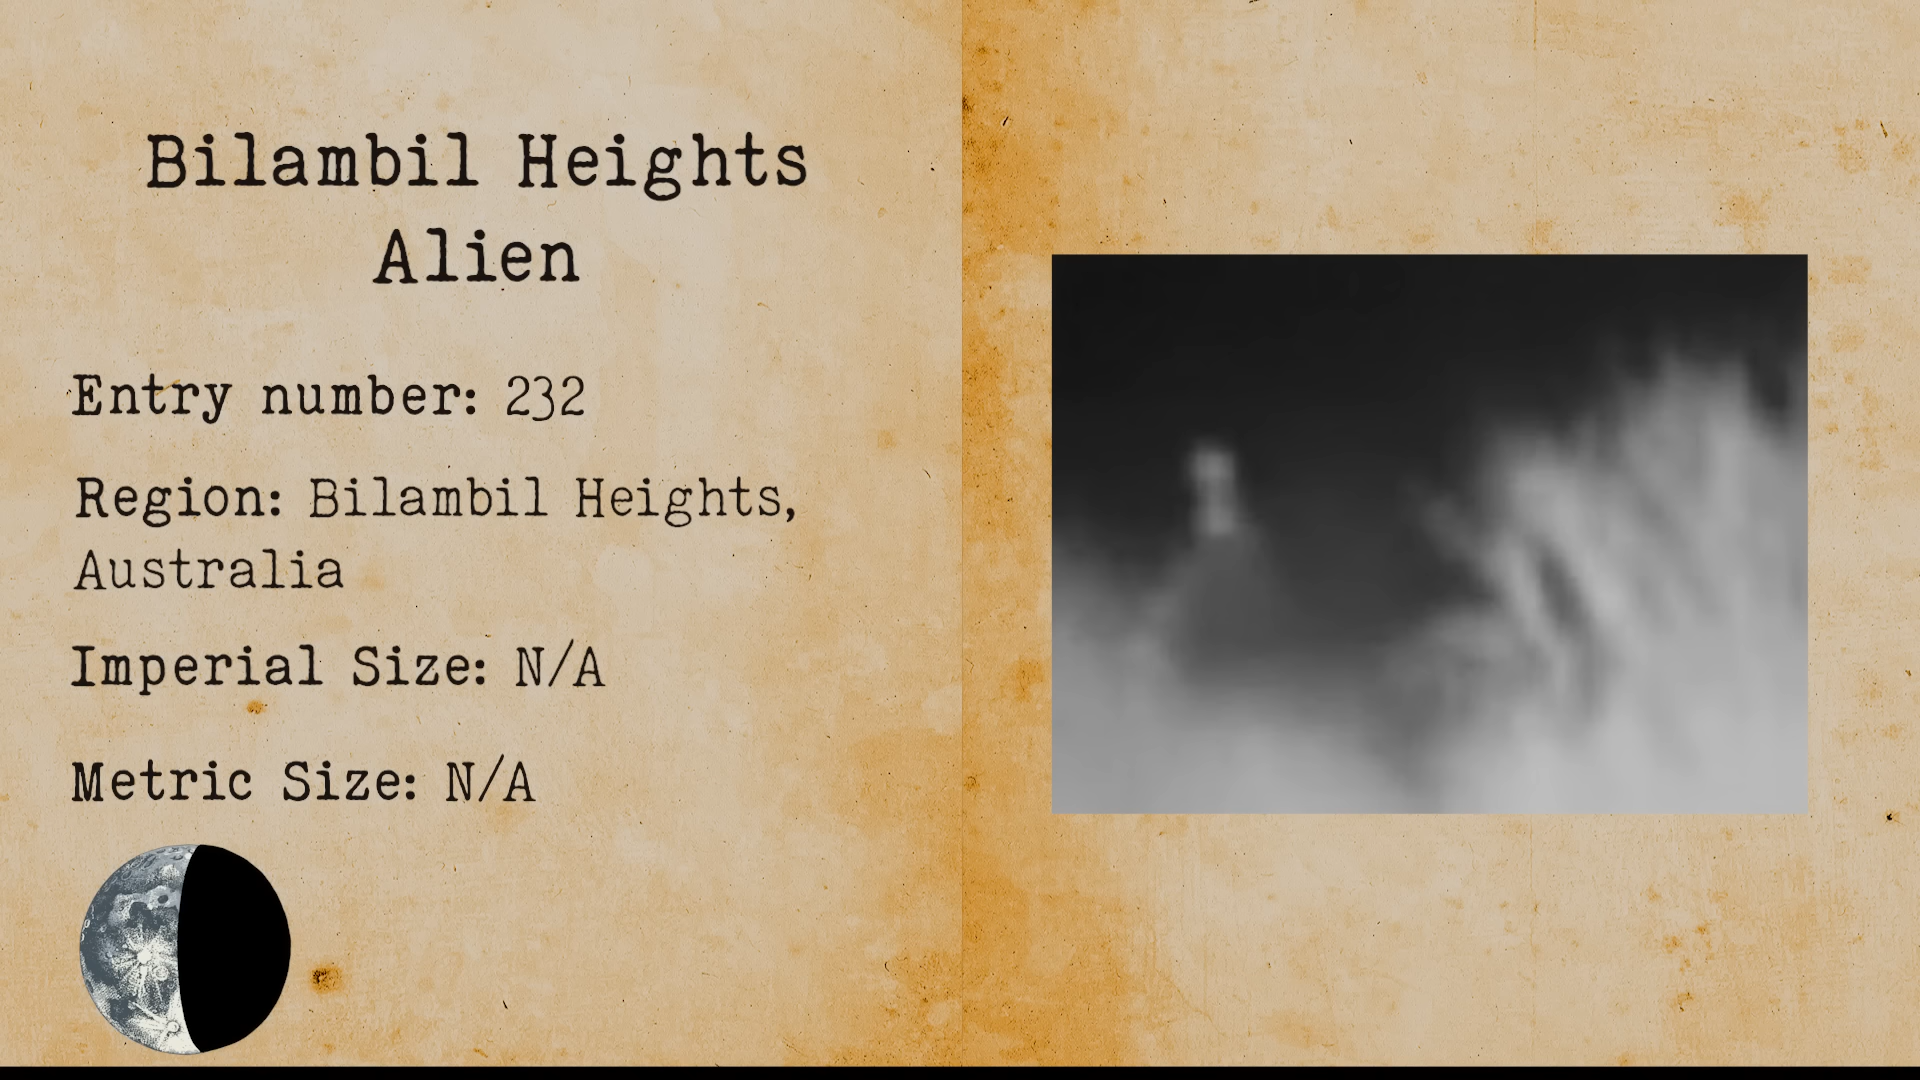 Bilambil Heights
Alien
Entry number: 232
Region: Bilambil Heights,
Australia
Imperial Size: N/A
Metric Size: N/A